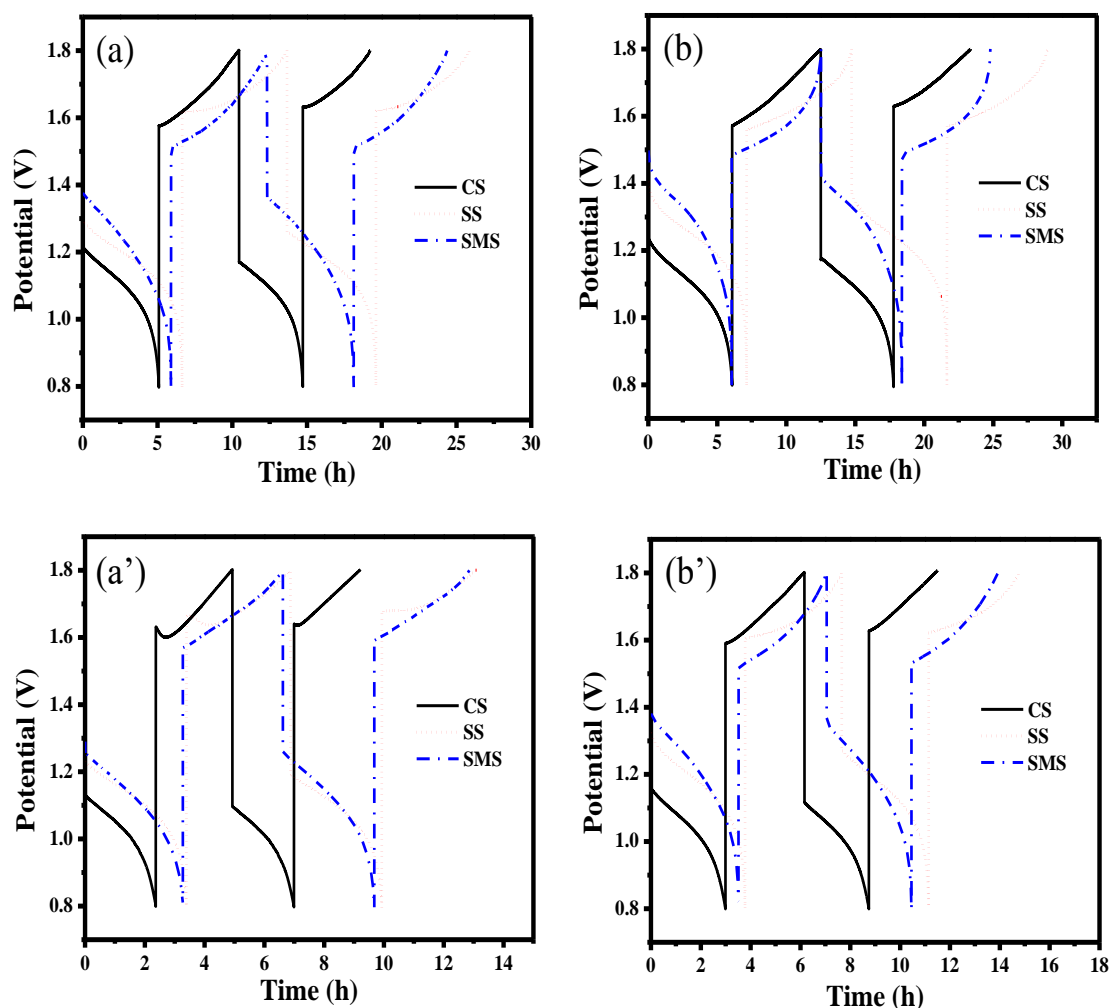 (a)
1.8
1.6
1.4
1.2
1.0
0.8
Potential (V)
CS
SS
SMS
0 5 10 15 20 25 30
Time (h)
(b)
1.8
1.6
1.4
1.2
1.0
0.8
Potential (V)
CS
SS
SMS
0 5 10 15 20 25 30
Time (h)
(a’)
1.8
1.6
1.4
1.2
1.0
0.8
Potential (V)
CS
SS
SMS
0 2 4 6 8 10 12 14
Time (h)
(b’)
1.8
1.6
1.4
1.2
1.0
0.8
Potential (V)
CS
SS
SMS
0 2 4 6 8 10 12 14 16 18
Time (h)